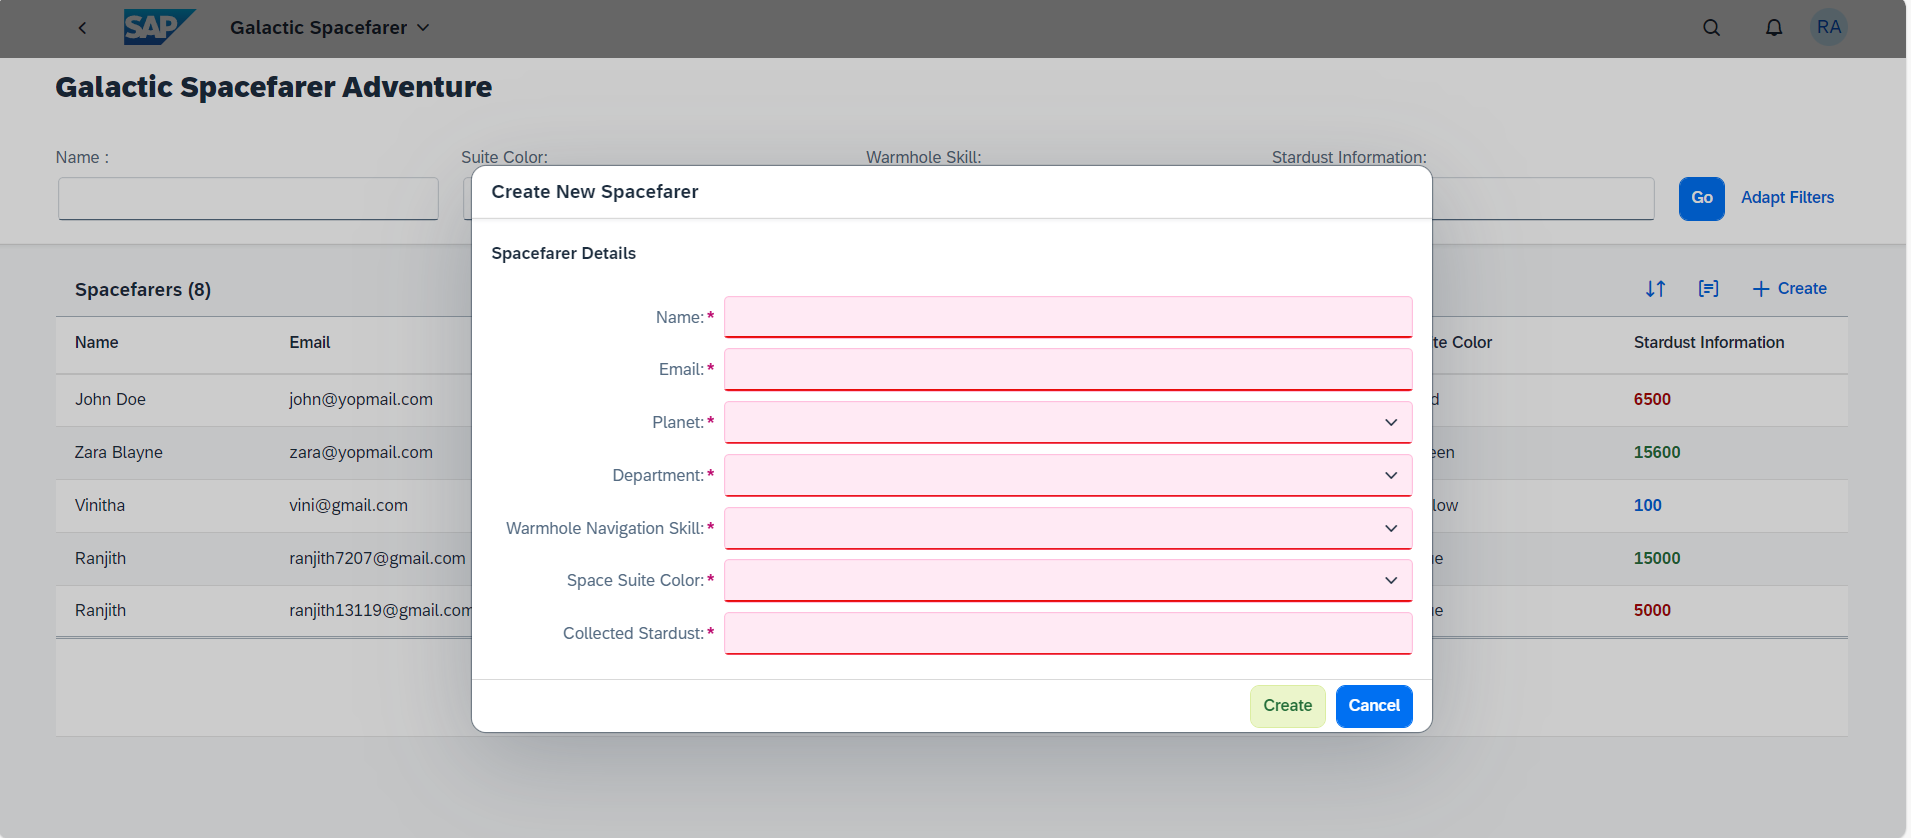 SAP Galactic Spacefarer RA
Galactic Spacefarer Adventure
Name : Suite Color: Warmhole Skill: Stardust Information:
Go Adapt Filters
Create New Spacefarer
Spacefarer Details
Name:*
Email:*
Planet:*
Department:*
Warmhole Navigation Skill:*
Space Suite Color:*
Collected Stardust:*
Create Cancel
Spacefarers (8) Create
Name Email Color Stardust Information
John Doe john@yopmail.com 6500
Zara Blayne zara@yopmail.com 15600
Vinitha vini@gmail.com 100
Ranjith ranjith7207@gmail.com 15000
Ranjith ranjith13119@gmail.com 5000